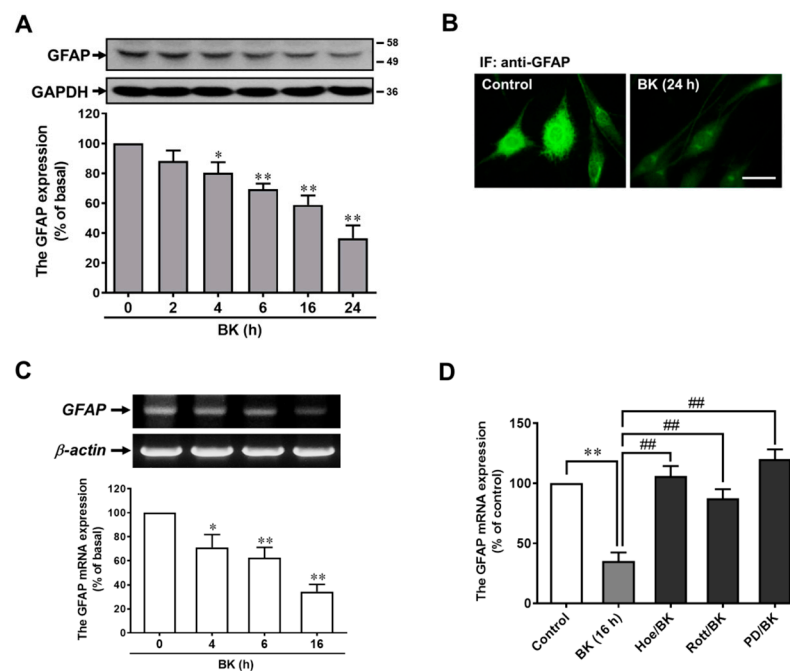 A
GFAP
58
49
GAPDH
36
The GFAP expression
(% of basal)
120
100
80
60
40
20
0
*
**
**
**
0 2 4 6 16 24
BK (h)
B
IF: anti-GFAP
Control
BK (24 h)
C
GFAP
β-actin
The GFAP mRNA expression
(% of basal)
120
100
80
60
40
20
0
*
**
**
0 4 6 16
BK (h)
D
The GFAP mRNA expression
(% of control)
150
100
50
0
**
##
##
##
Control
BK (16 h)
Hoe/BK
Rott/BK
PD/BK